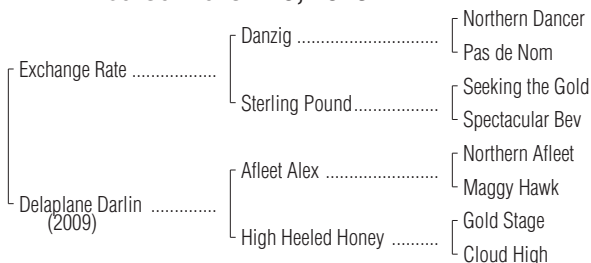 Northern Dancer
Danzig ..............................
Pas de Nom
Exchange Rate ..................
Seeking the Gold
Sterling Pound..................
Spectacular Bev
Northern Afleet
Afleet Alex ........................
Maggy Hawk
Delaplane Darlin ..............
(2009)
Gold Stage
High Heeled Honey ..........
Cloud High